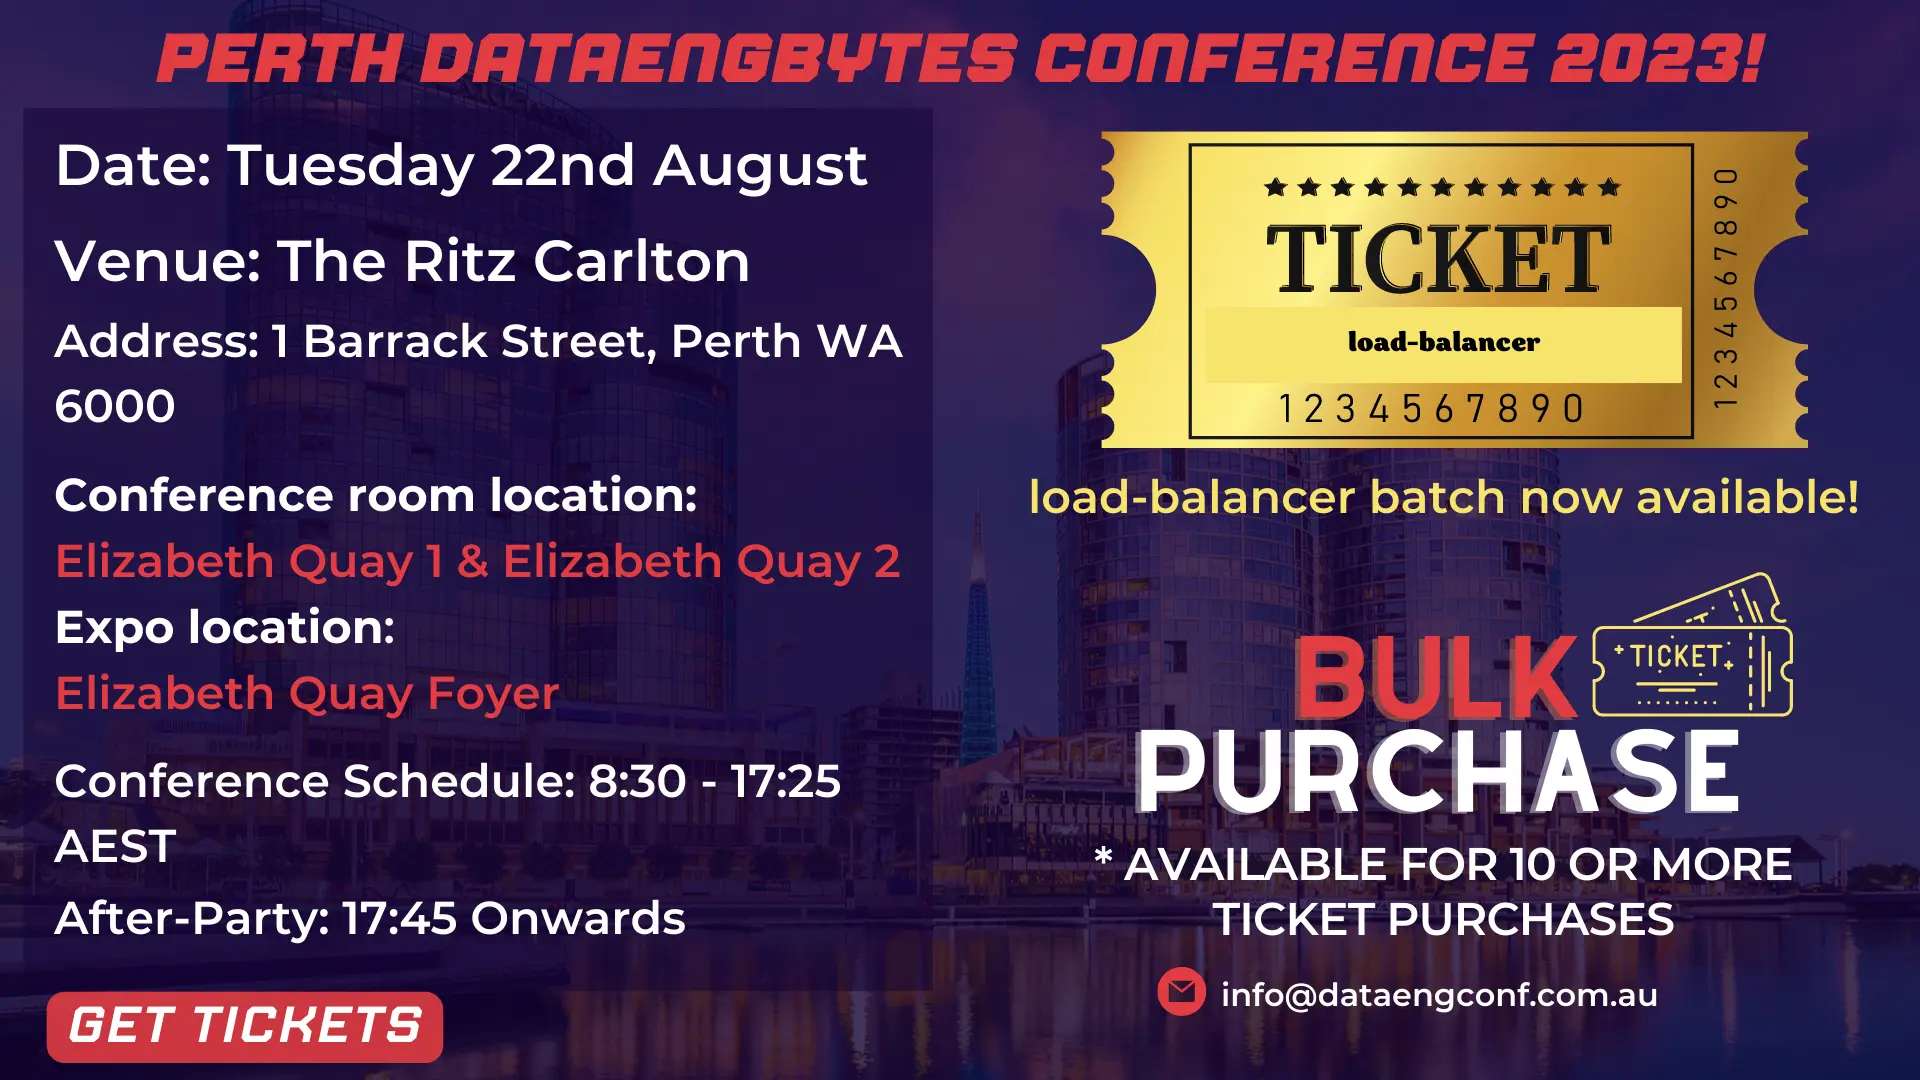 PERTH DATAENGBYTES CONFERENCE 2023!
Date: Tuesday 22nd August
Venue: The Ritz Carlton
Address: 1 Barrack Street, Perth WA
6000
Conference room location:
Elizabeth Quay 1 & Elizabeth Quay 2
Expo location:
Elizabeth Quay Foyer
Conference Schedule: 8:30 - 17:25
AEST
After-Party: 17:45 Onwards
GET TICKETS
TICKET
load-balancer
1234567890
1234567890
load-balancer batch now available!
BULK
TICKET
PURCHASE
* AVAILABLE FOR 10 OR MORE
TICKET PURCHASES
info@dataengconf.com.au